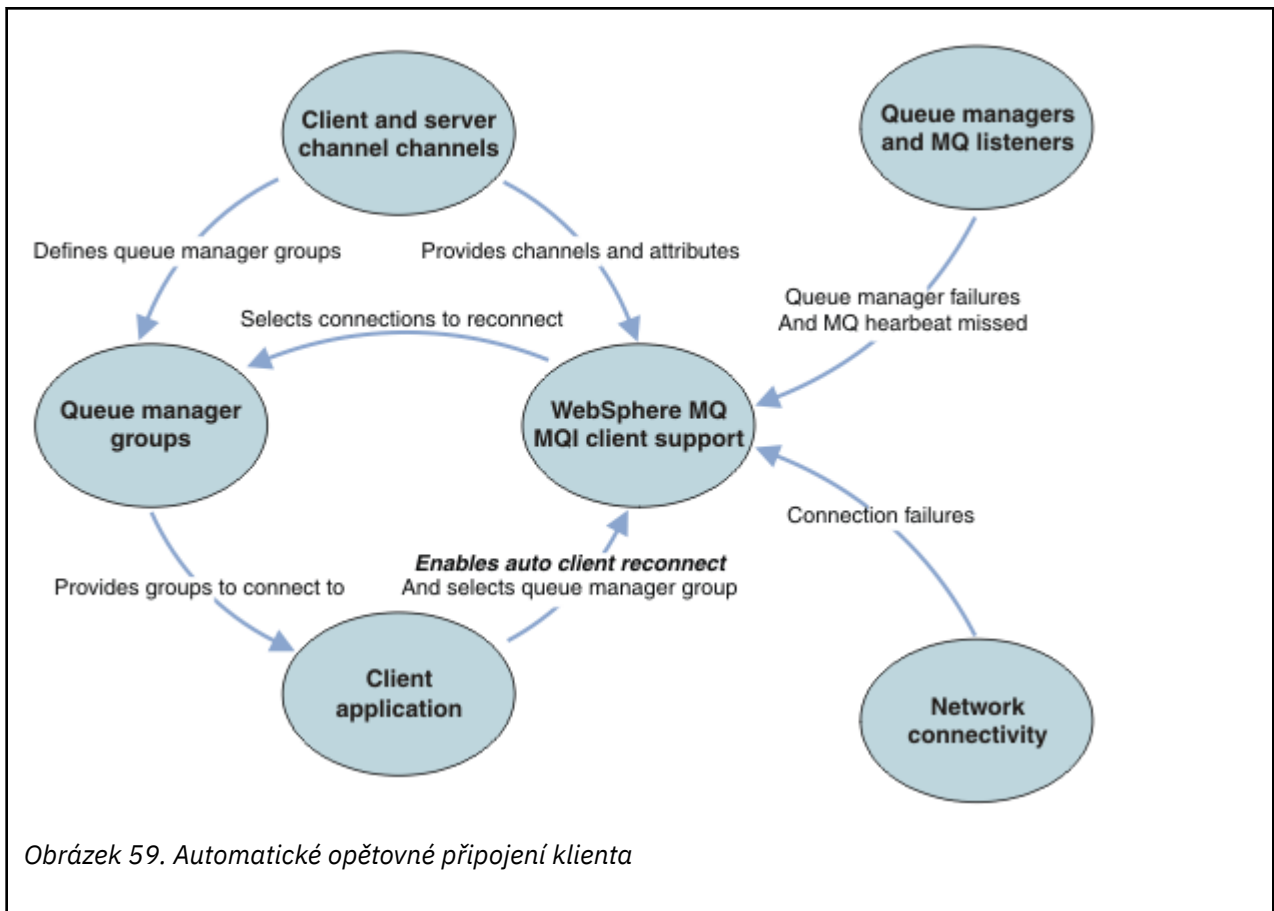 Client and server
channel channels
Queue managers
and MQ listeners
Defines queue manager groups
Provides channels and attributes
Queue manager failures
And MQ hearbeat missed
Selects connections to reconnect
Queue manager
groups
WebSphere MQ
MQI client support
Connection failures
Enables auto client reconnect
And selects queue manager group
Provides groups to connect to
Client
application
Network
connectivity
Obrázek 59. Automatické opětovné připojení klienta